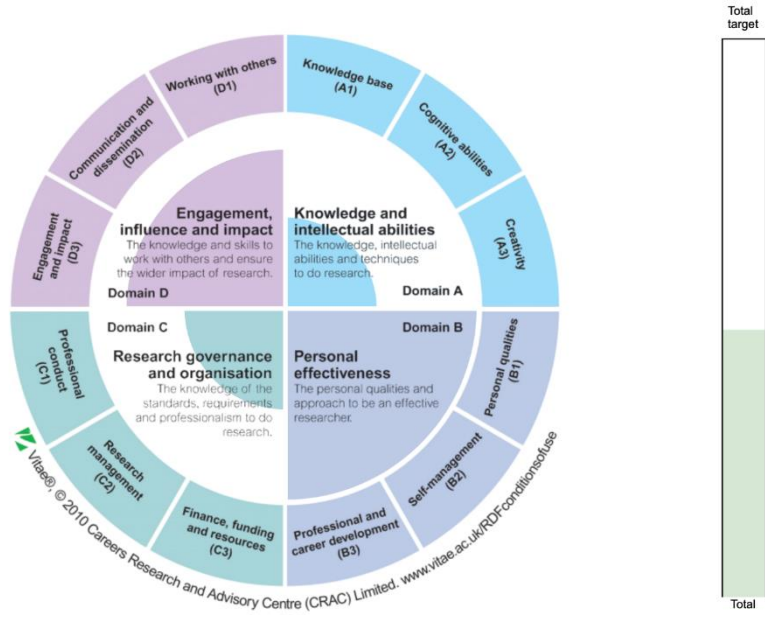 Total
target
Working with others
(D1)
Knowledge base
(A1)
Communication and
dissemination
(D2)
Cognitive abilities
(A2)
Engagement
and impact
(D3)
Creativity
(A3)
Engagement,
influence and impact
The knowledge and skills to
work with others and ensure
the wider impact of research.
Domain D
Knowledge and
intellectual abilities
The knowledge, intellectual
abilities and techniques
to do research.
Domain A
Domain C
Research governance
and organisation
The knowledge of the
standards, requirements
and professionalism to do
research.
Domain B
Personal
effectiveness
The personal qualities and
approach to be an effective
researcher.
Professional
conduct
(C1)
Personal qualities
(B1)
Research
management
(C2)
Self-management
(B2)
Finance, funding
and resources
(C3)
Professional and
career development
(B3)
Vitae®, © 2010 Careers Research and Advisory Centre (CRAC) Limited. www.vitae.ac.uk/RDFconditionsofuse
Total